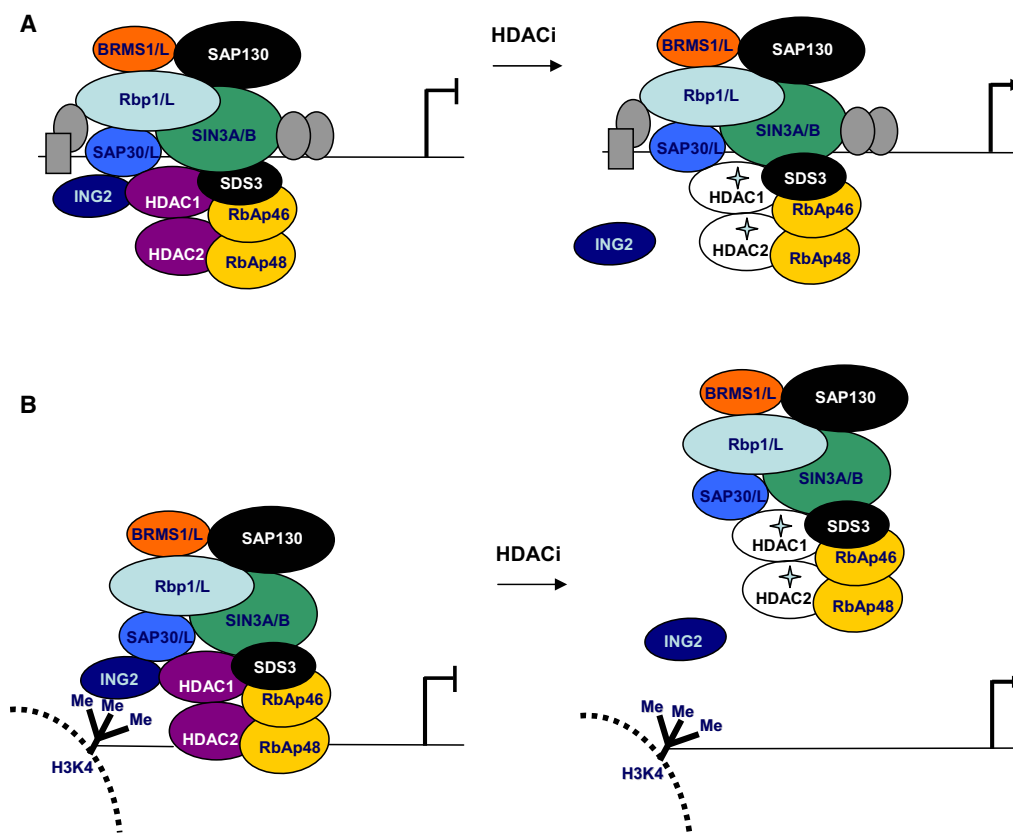 A
BRMS1/L
SAP130
Rbp1/L
SIN3A/B
SAP30/L
ING2
HDAC1
SDS3
RbAp46
HDAC2
RbAp48
HDACi
BRMS1/L
SAP130
Rbp1/L
SIN3A/B
SAP30/L
SDS3
HDAC1
RbAp46
ING2
HDAC2
RbAp48
B
BRMS1/L
SAP130
Rbp1/L
SIN3A/B
SAP30/L
SDS3
ING2
HDAC1
RbAp46
Me
Me
Me
HDAC2
RbAp48
H3K4
HDACi
BRMS1/L
SAP130
Rbp1/L
SIN3A/B
SAP30/L
SDS3
HDAC1
RbAp46
HDAC2
RbAp48
ING2
Me
Me
Me
H3K4